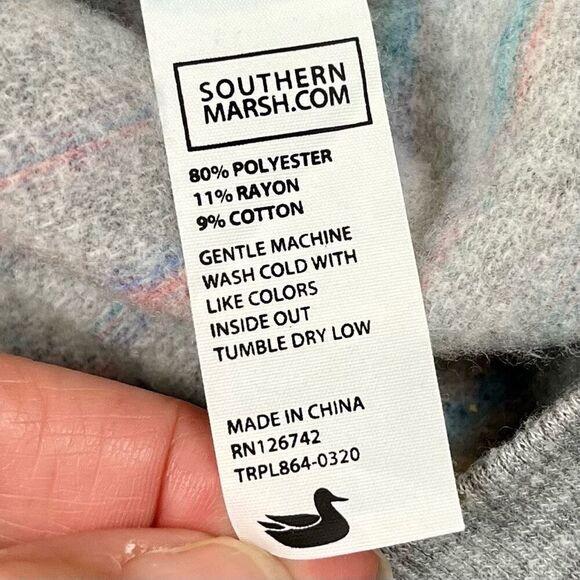 SOUTHERN
MARSH.COM
80% POLYESTER
11% RAYON
9% COTTON
GENTLE MACHINE
WASH COLD WITH
LIKE COLORS
INSIDE OUT
TUMBLE DRY LOW
MADE IN CHINA
RN126742
TRPL864-0320